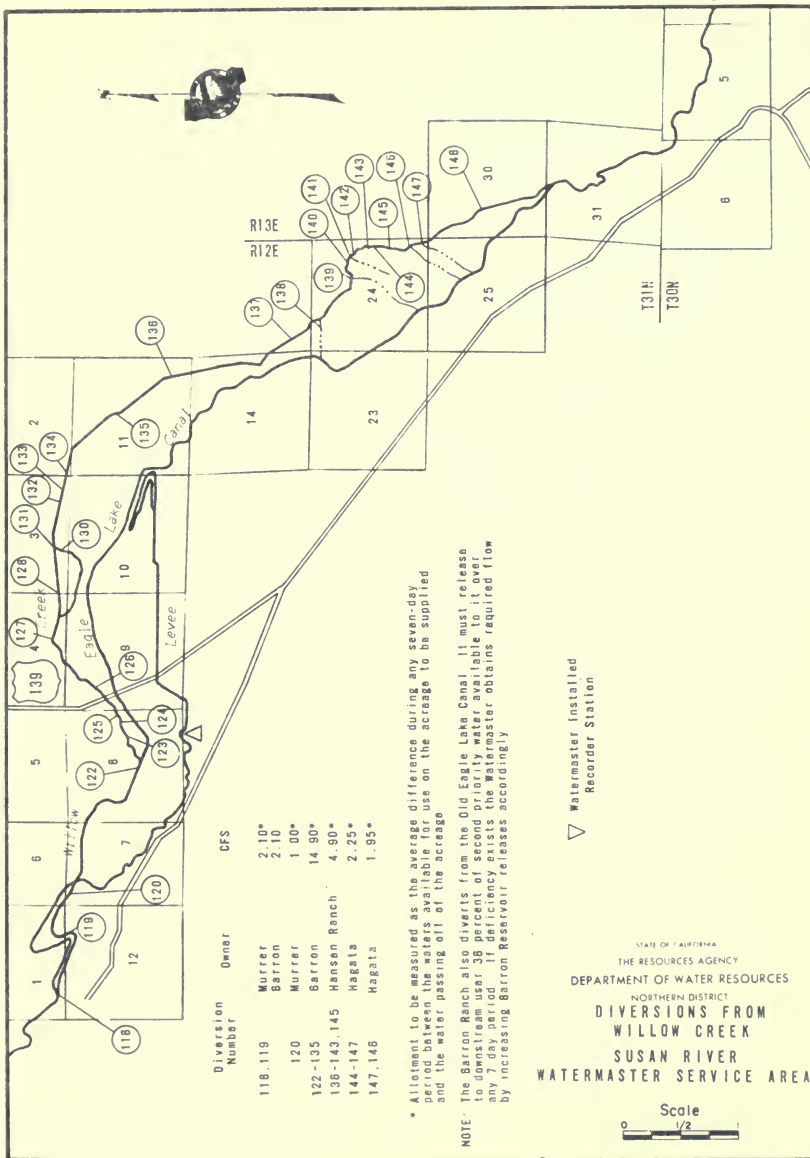 R12E R13E
T31N
T30N
139
Willow Creek
Eagle Lake Canal
Levee
1
2
3
4
5
6
7
8
9
10
11
12
14
23
24
25
30
31
5
6
118
119
120
122
123
124
125
126
127
128
130
131
132
133
134
135
136
137
138
139
140
141
142
143
144
145
146
147
148
Diversion Number Owner CFS
118,119 Murrer 2.10*
Barron 2.10
120 Murrer 1 00*
122-135 Barron 14 90*
136-143,145 Hansen Ranch 4.90*
144-147 Hagata 2.25*
147,148 Hagata 1.95*
* Allotment to be measured as the average difference during any seven-day
period between the waters available for use on the acreage to be supplied
and the water passing off of the acreage
NOTE: The Barron Ranch also diverts from the Old Eagle Lake Canal It must release
to downstream user 38 percent of second priority water available to it over
any 7 day period If deficiency exists the Watermaster obtains required flow
by increasing Barron Reservoir releases accordingly
Watermaster Installed
Recorder Station
STATE OF CALIFORNIA
THE RESOURCES AGENCY
DEPARTMENT OF WATER RESOURCES
NORTHERN DISTRICT
DIVERSIONS FROM
WILLOW CREEK
SUSAN RIVER
WATERMASTER SERVICE AREA
Scale
0 1/2 1